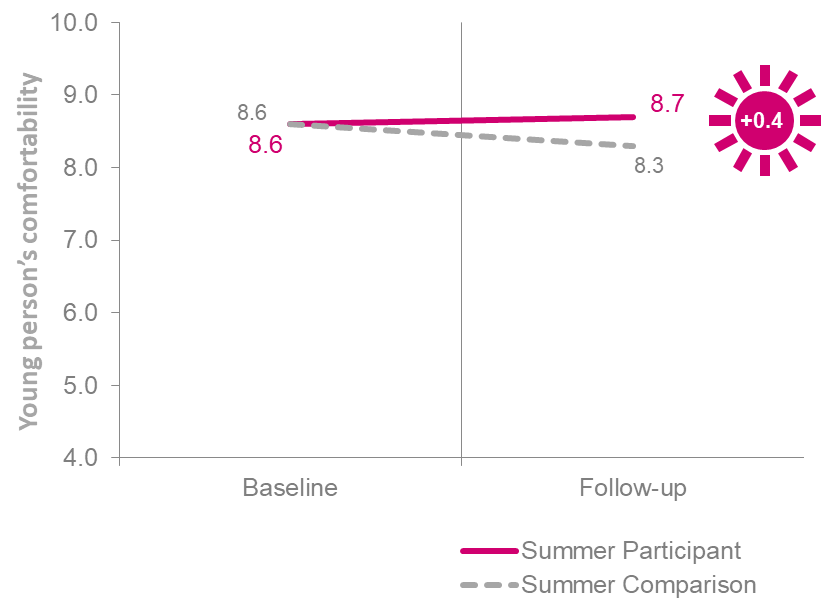 10.0
9.0
8.0
7.0
6.0
5.0
4.0
Young person's comfortability
8.6
8.6
8.7
8.3
+0.4
Baseline
Follow-up
Summer Participant
Summer Comparison